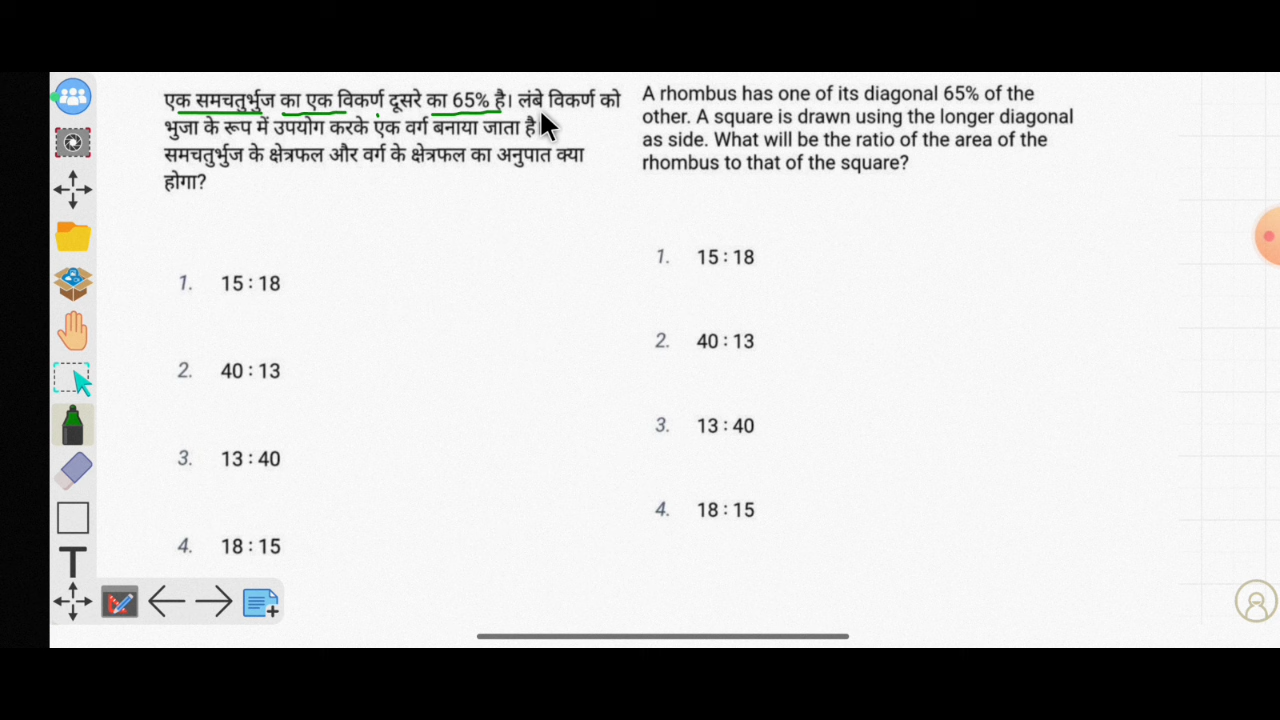 एक समचतुर्भुज का एक विकर्ण दूसरे का 65% है। लंबे विकर्ण को
भुजा के रूप में उपयोग करके एक वर्ग बनाया जाता है
समचतुर्भुज के क्षेत्रफल और वर्ग के क्षेत्रफल का अनुपात क्या
होगा?
1. 15 : 18
2. 40 : 13
3. 13 : 40
4. 18 : 15
A rhombus has one of its diagonal 65% of the
other. A square is drawn using the longer diagonal
as side. What will be the ratio of the area of the
rhombus to that of the square?
1. 15 : 18
2. 40 : 13
3. 13 : 40
4. 18 : 15
T